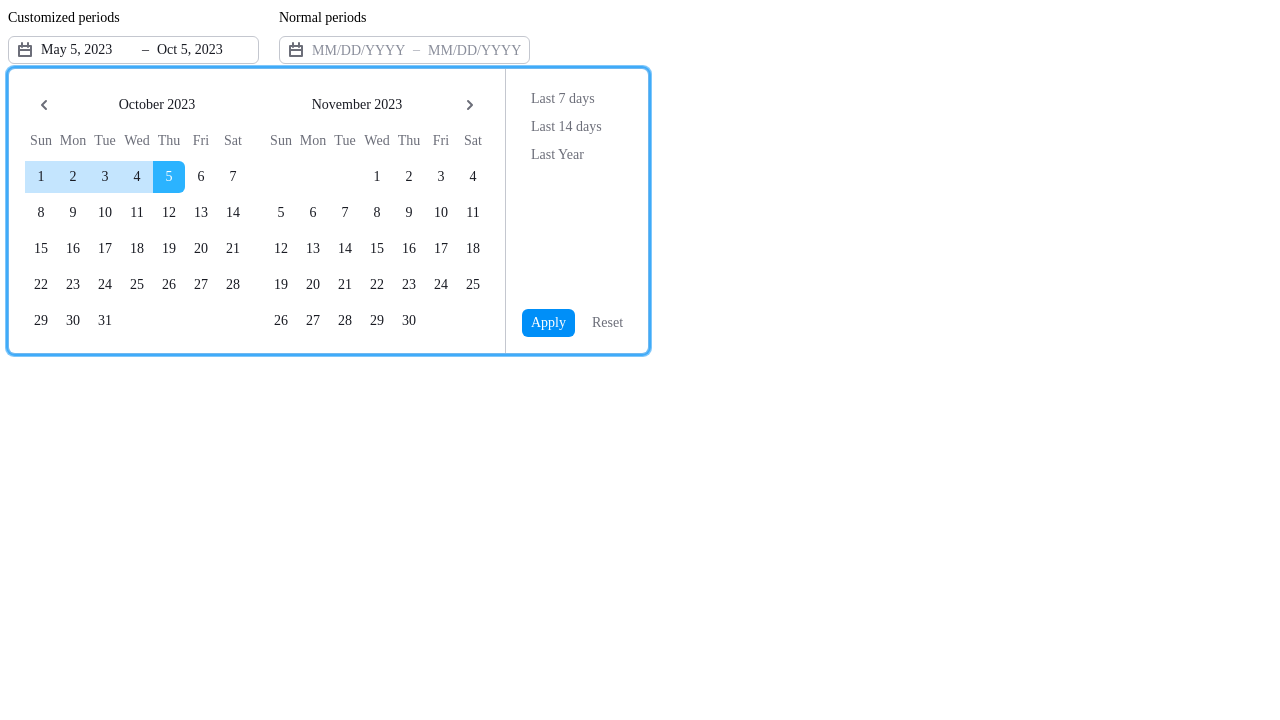 Customized periods
Normal periods
May 5, 2023 – Oct 5, 2023
MM/DD/YYYY – MM/DD/YYYY
October 2023
Sun Mon Tue Wed Thu Fri Sat
1 2 3 4 5 6 7
8 9 10 11 12 13 14
15 16 17 18 19 20 21
22 23 24 25 26 27 28
29 30 31
November 2023
Sun Mon Tue Wed Thu Fri Sat
1 2 3 4
5 6 7 8 9 10 11
12 13 14 15 16 17 18
19 20 21 22 23 24 25
26 27 28 29 30
Last 7 days
Last 14 days
Last Year
Apply Reset